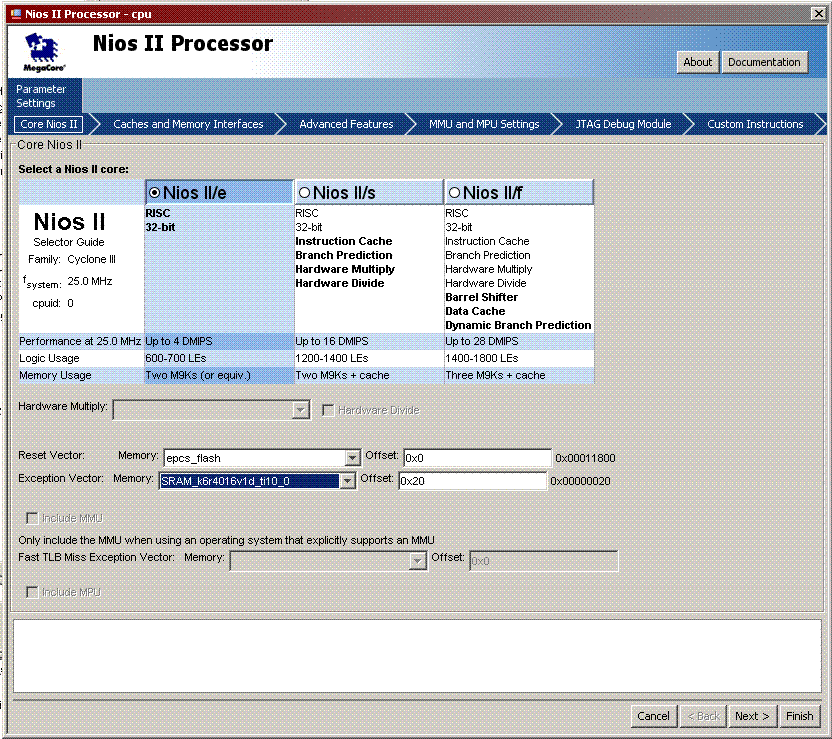 Nios II Processor - cpu
MegaCore®
Nios II Processor
About
Documentation
Parameter
Settings
Core Nios II
Caches and Memory Interfaces
Advanced Features
MMU and MPU Settings
JTAG Debug Module
Custom Instructions
Core Nios II
Select a Nios II core:
Nios II/e
Nios II/s
Nios II/f
Nios II
Selector Guide
Family: Cyclone III
fsystem: 25.0 MHz
cpuid: 0
RISC
32-bit
RISC
32-bit
Instruction Cache
Branch Prediction
Hardware Multiply
Hardware Divide
RISC
32-bit
Instruction Cache
Branch Prediction
Hardware Multiply
Hardware Divide
Barrel Shifter
Data Cache
Dynamic Branch Prediction
Performance at 25.0 MHz Up to 4 DMIPS Up to 16 DMIPS Up to 28 DMIPS
Logic Usage 600-700 LEs 1200-1400 LEs 1400-1800 LEs
Memory Usage Two M9Ks (or equiv.) Two M9Ks + cache Three M9Ks + cache
Hardware Multiply: Hardware Divide
Reset Vector: Memory: epcs_flash Offset: 0x0 0x00011800
Exception Vector: Memory: SRAM_k6r4016v1d_ti10_0 Offset: 0x20 0x00000020
Include MMU
Only include the MMU when using an operating system that explicitly supports an MMU
Fast TLB Miss Exception Vector: Memory: Offset: 0x0
Include MPU
Cancel
< Back
Next >
Finish